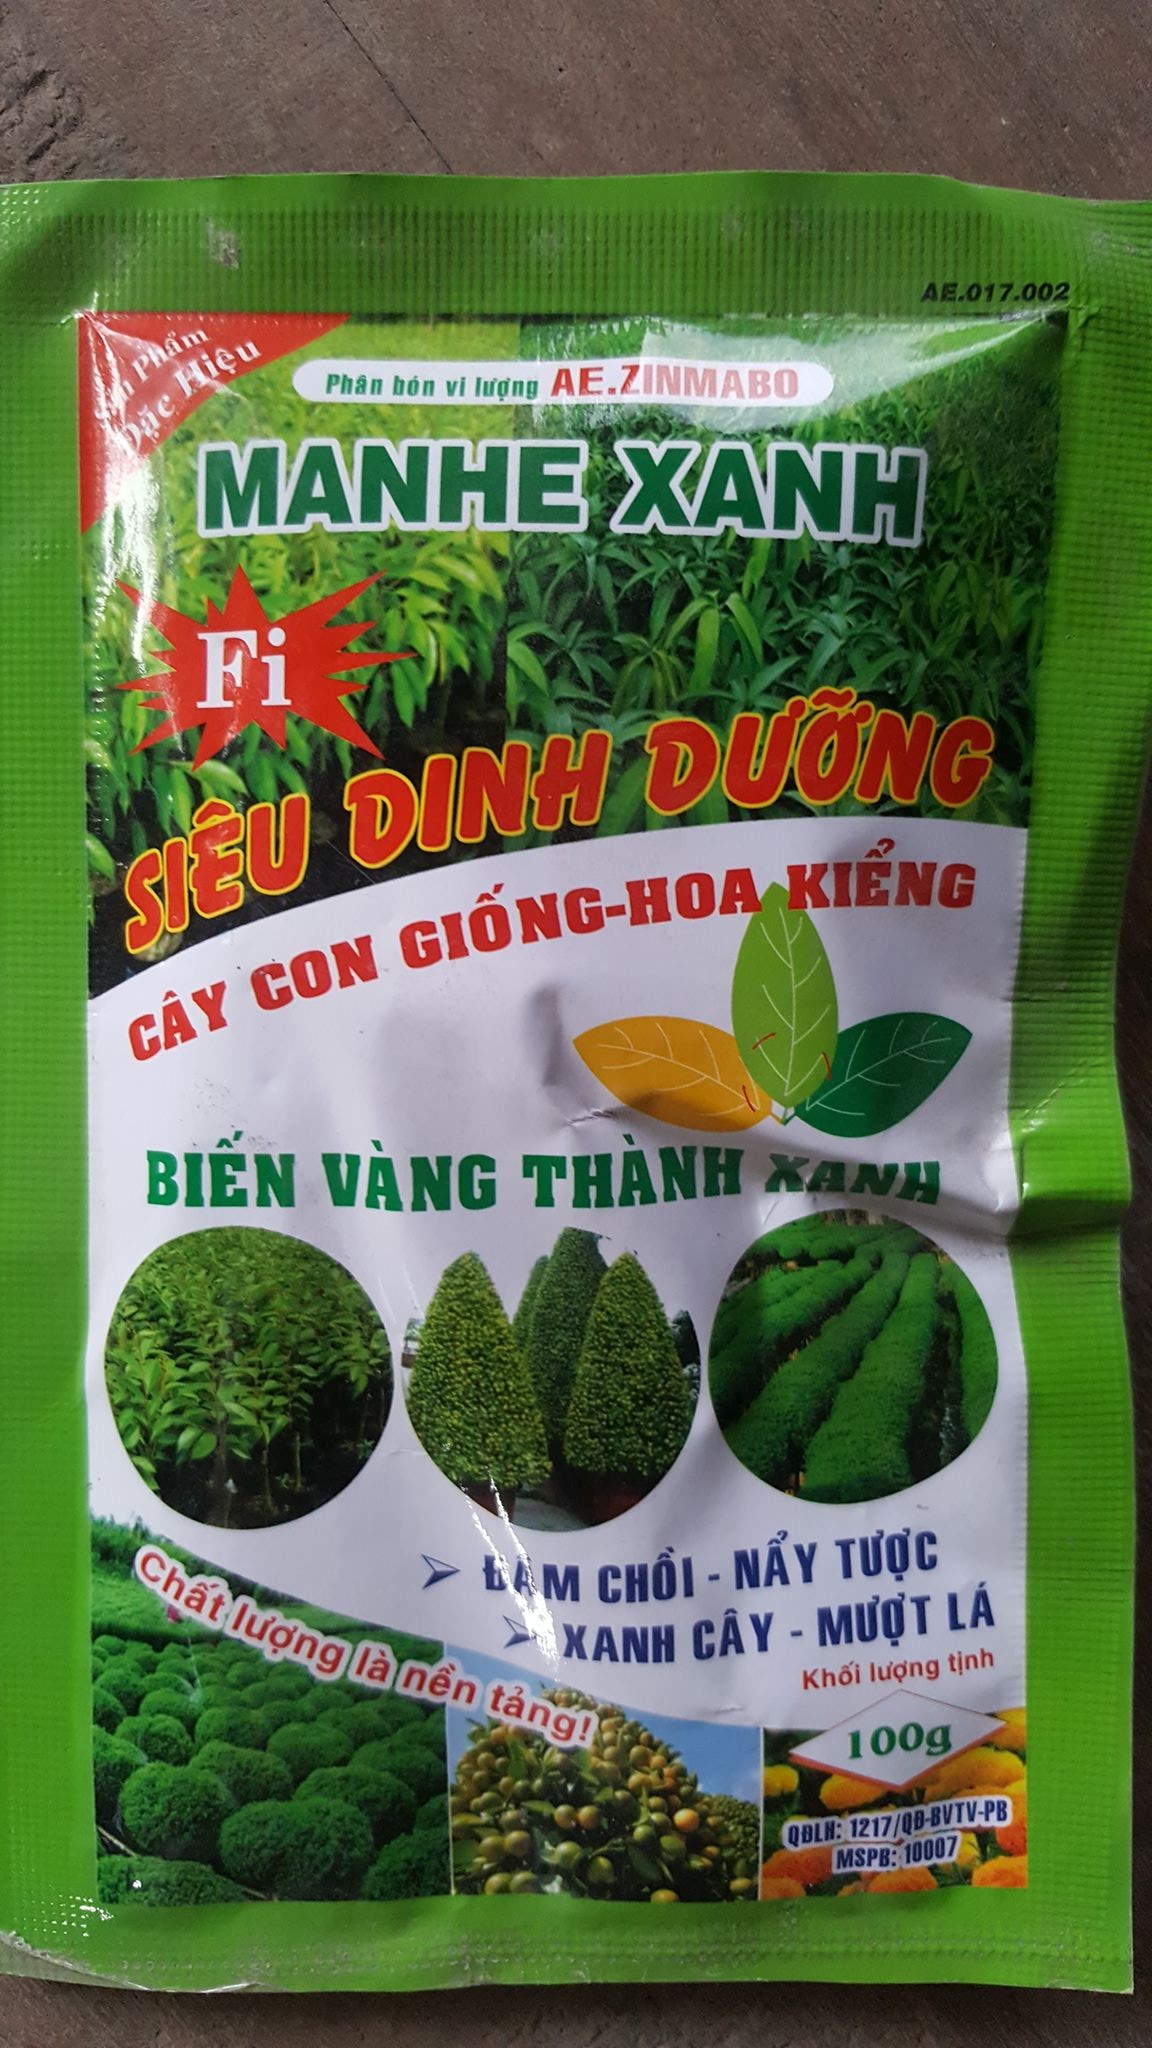 AE.017.002
Phẩm
Đặc Hiệu
Phân bón vi lượng AE.ZINMABO
MANHE XANH
Fi
SIÊU DINH DƯỠNG
CÂY CON GIỐNG-HOA KIỂNG
BIẾN VÀNG THÀNH XANH
ĐÂM CHỒI - NẨY TƯỢC
XANH CÂY - MƯỢT LÁ
Chất lượng là nền tảng!
Khối lượng tịnh
100g
QĐLH: 1217/QĐ-BVTV-PB
MSPB: 10007